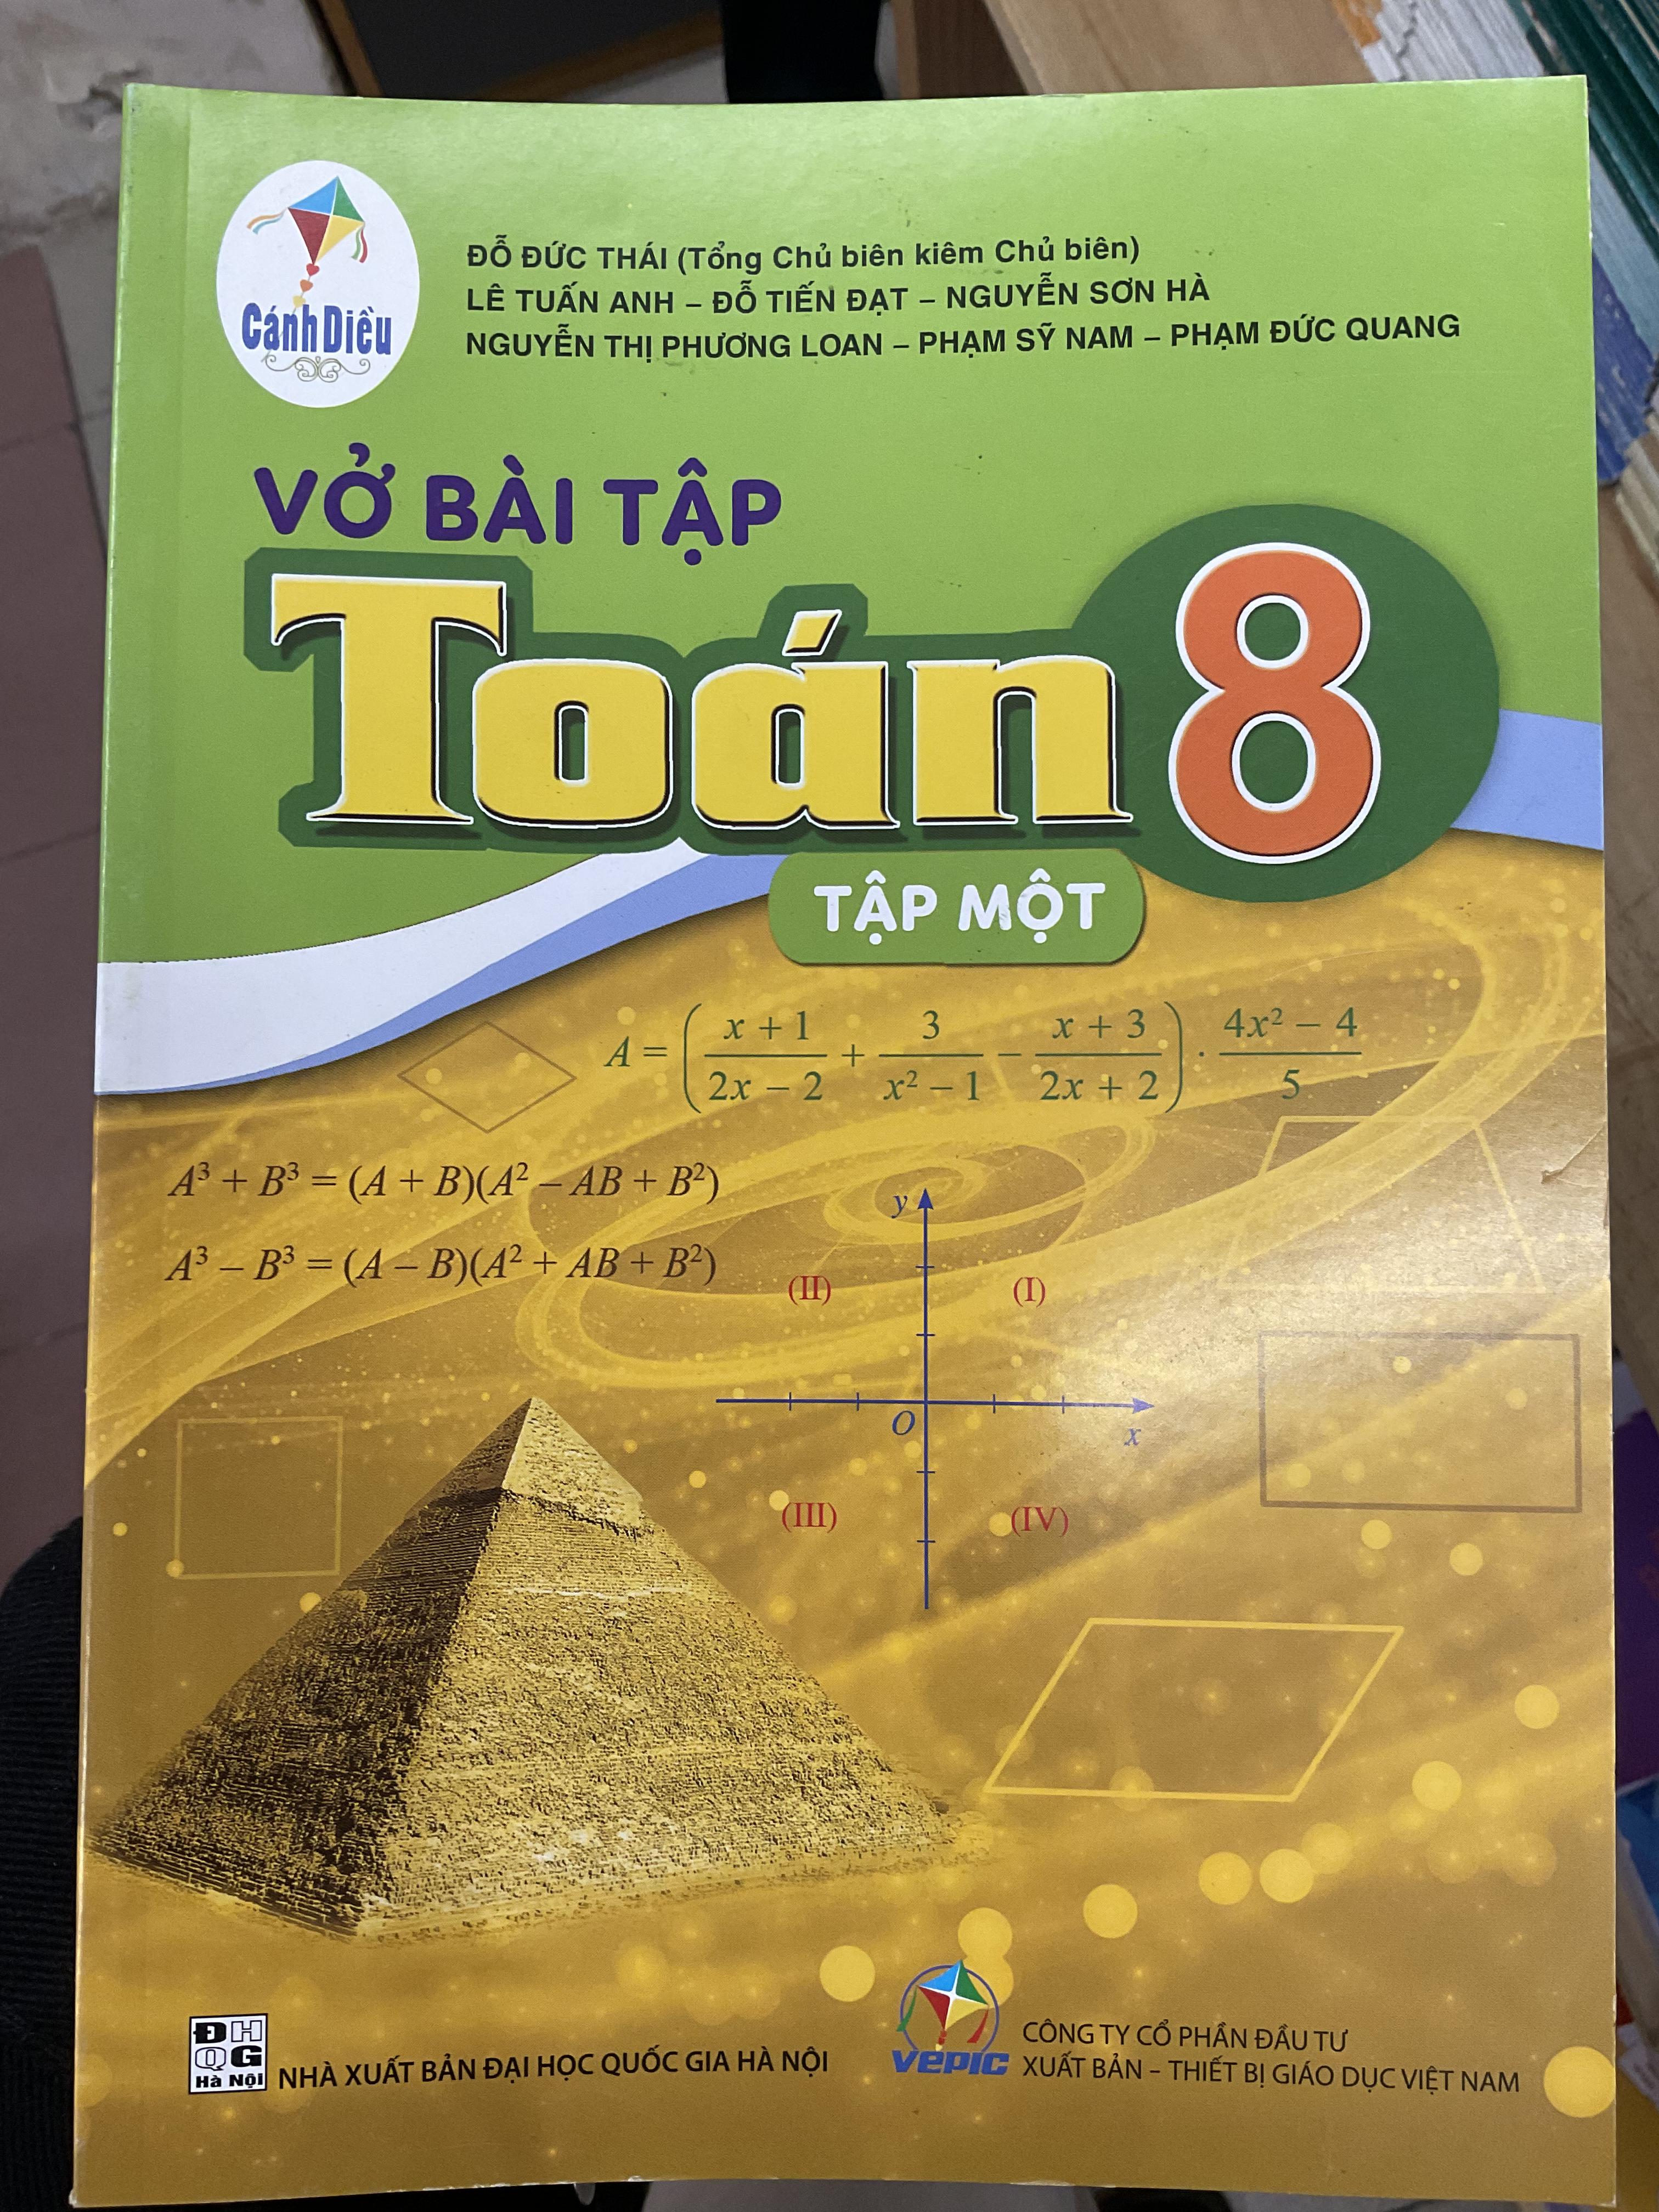 Cánh Diều
ĐỖ ĐỨC THÁI (Tổng Chủ biên kiêm Chủ biên)
LÊ TUẤN ANH – ĐỖ TIẾN ĐẠT – NGUYỄN SƠN HÀ
NGUYỄN THỊ PHƯƠNG LOAN – PHẠM SỸ NAM – PHẠM ĐỨC QUANG
VỞ BÀI TẬP
Toán 8
TẬP MỘT
A = ( (x + 1)/(2x – 2) + 3/(x² – 1) – (x + 3)/(2x + 2) ) · (4x² – 4)/5
A³ + B³ = (A + B)(A² – AB + B²)
A³ – B³ = (A – B)(A² + AB + B²)
y
(II) (I)
O x
(III) (IV)
ĐHQG Hà Nội
NHÀ XUẤT BẢN ĐẠI HỌC QUỐC GIA HÀ NỘI
VEPIC
CÔNG TY CỔ PHẦN ĐẦU TƯ
XUẤT BẢN – THIẾT BỊ GIÁO DỤC VIỆT NAM